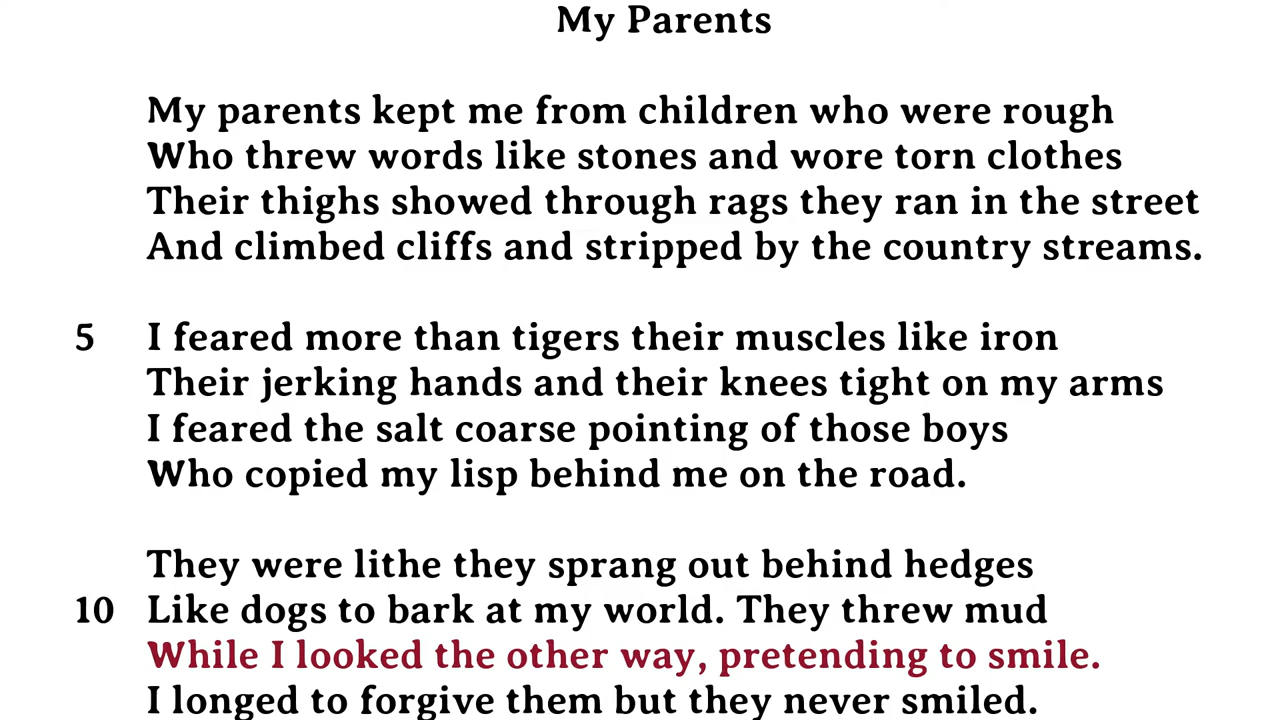 My Parents
My parents kept me from children who were rough
Who threw words like stones and wore torn clothes
Their thighs showed through rags they ran in the street
And climbed cliffs and stripped by the country streams.
5 I feared more than tigers their muscles like iron
Their jerking hands and their knees tight on my arms
I feared the salt coarse pointing of those boys
Who copied my lisp behind me on the road.
They were lithe they sprang out behind hedges
10 Like dogs to bark at my world. They threw mud
While I looked the other way, pretending to smile.
I longed to forgive them but they never smiled.